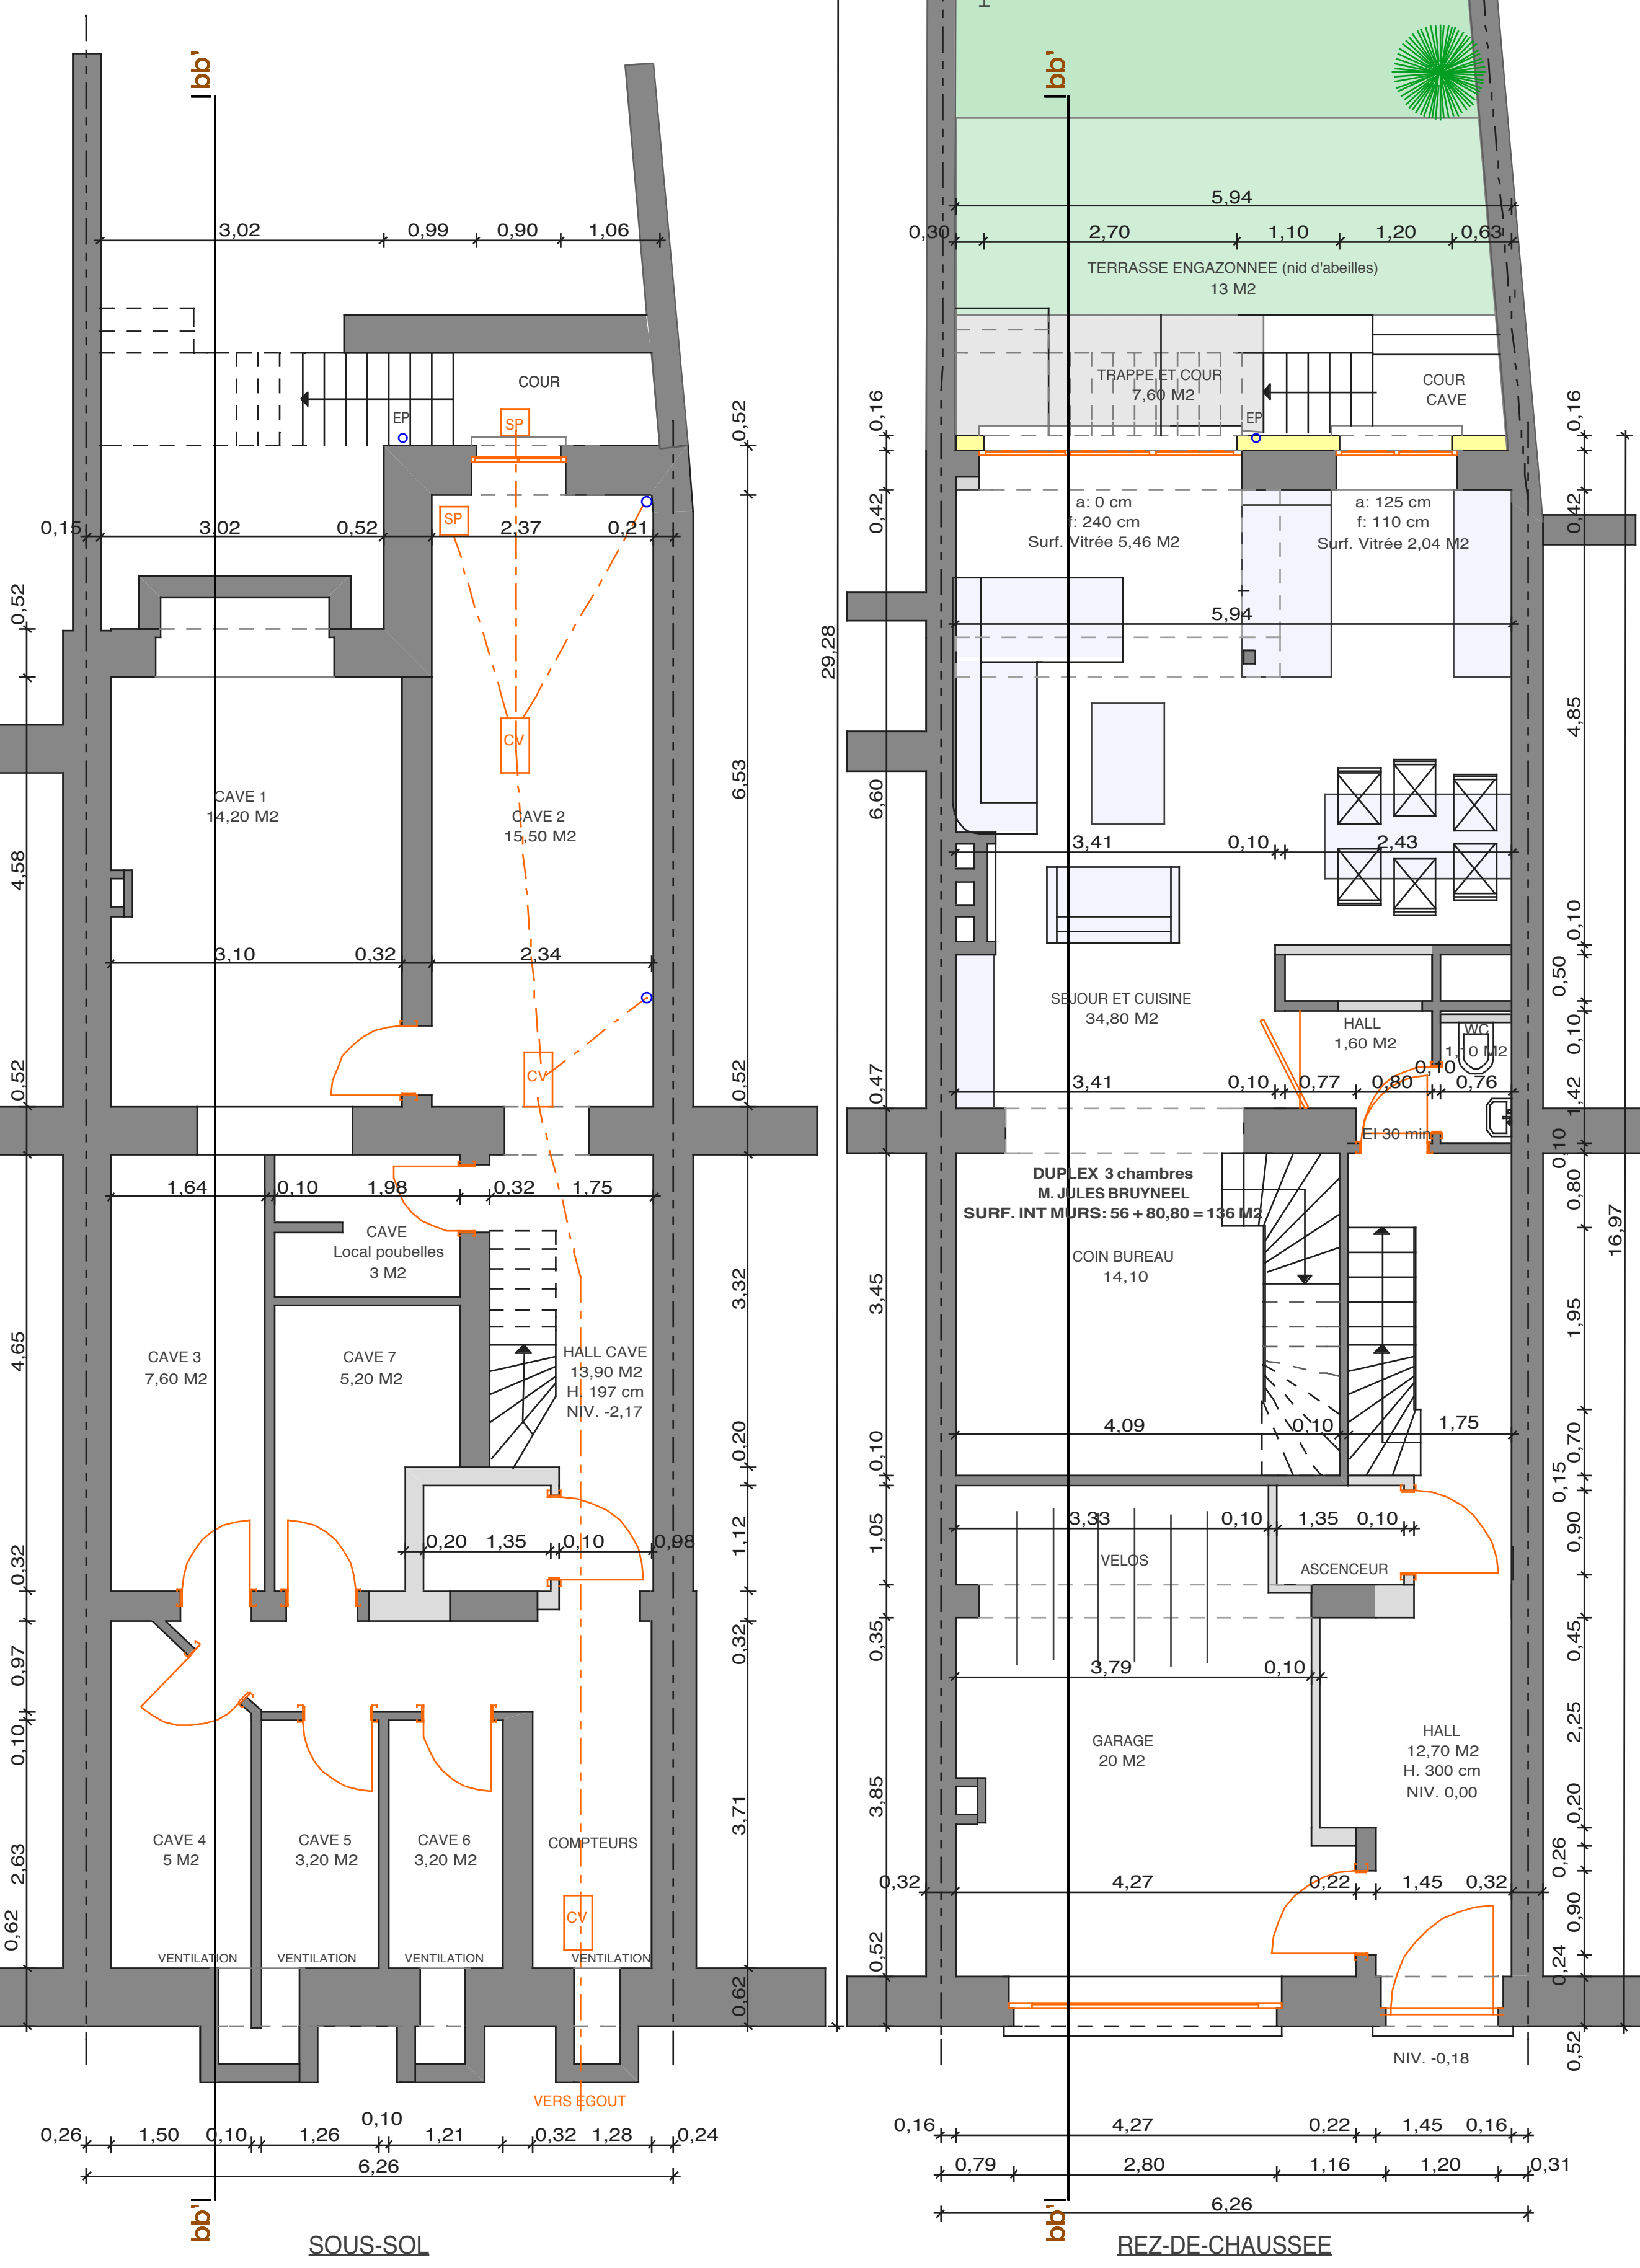 bb'
bb'
5,94
3,02 0,99 0,90 1,06
0,30 2,70 1,10 1,20 0,63
TERRASSE ENGAZONNEE (nid d'abeilles)
13 M2
COUR
EP
SP
SP
0,52
0,15 3,02 0,52 2,37 0,21
0,52
CV
CAVE 1
14,20 M2
CAVE 2
15,50 M2
6,53
4,58
3,10 0,32 2,34
CV
0,52
0,52
1,64 0,10 1,98 0,32 1,75
CAVE
Local poubelles
3 M2
3,32
4,65
CAVE 3
7,60 M2
CAVE 7
5,20 M2
HALL CAVE
13,90 M2
H. 197 cm
NIV. -2,17
0,20
0,20 1,35 0,10 0,98
1,12
0,32
0,32
0,97
0,10
CAVE 4
5 M2
CAVE 5
3,20 M2
CAVE 6
3,20 M2
COMPTEURS
3,71
2,63
CV
0,62
VENTILATION VENTILATION VENTILATION VENTILATION
0,62
VERS EGOUT
0,10
0,26 1,50 0,10 1,26 1,21 0,32 1,28 0,24
6,26
bb'
SOUS-SOL
29,28
TRAPPE ET COUR
7,60 M2
EP
COUR
CAVE
0,16
0,16
0,42
a: 0 cm
f: 240 cm
Surf. Vitrée 5,46 M2
a: 125 cm
f: 110 cm
Surf. Vitrée 2,04 M2
0,42
5,94
4,85
6,60
3,41 0,10 2,43
0,10
0,50
SEJOUR ET CUISINE
34,80 M2
HALL
1,60 M2
WC
1,10 M2
0,10
0,10
3,41 0,10 0,77 0,80 0,76
0,47
1,42
EI 30 min
0,10
DUPLEX 3 chambres
M. JULES BRUYNEEL
SURF. INT MURS: 56 + 80,80 = 136 M2
0,80
16,97
COIN BUREAU
14,10
3,45
1,95
4,09 0,10 1,75
0,10
0,70
0,15
3,33 0,10 1,35 0,10
1,05
0,90
VELOS
ASCENCEUR
0,35
0,45
3,79 0,10
2,25
GARAGE
20 M2
HALL
12,70 M2
H. 300 cm
NIV. 0,00
3,85
0,20
0,26
0,32 4,27 0,22 1,45 0,32
0,90
0,52
0,24
0,52
NIV. -0,18
0,16 4,27 0,22 1,45 0,16
0,79 2,80 1,16 1,20 0,31
6,26
bb'
REZ-DE-CHAUSSEE